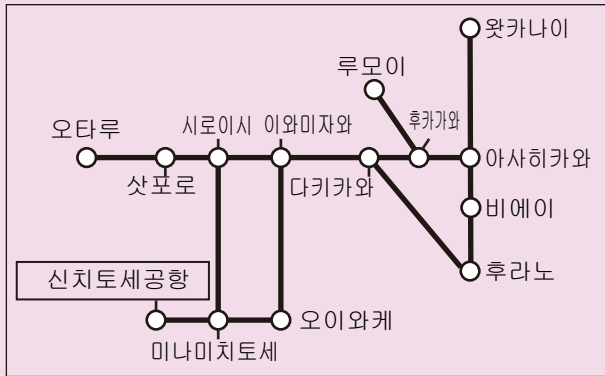 왓카나이
루모이
후카가와
오타루
시로이시
이와미자와
아사히카와
삿포로
다키카와
비에이
후라노
신치토세공항
오이와케
미나미치토세